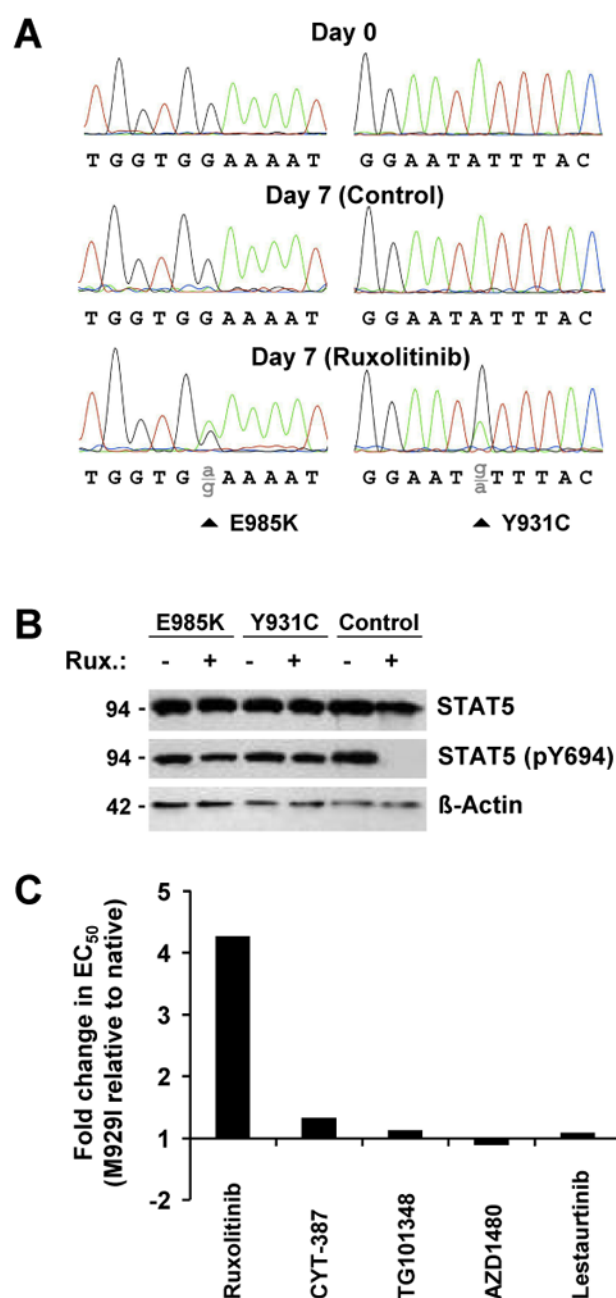 A
Day 0
T G G T G G A A A A T
G G A A T A T T T A C
Day 7 (Control)
T G G T G G A A A A T
G G A A T A T T T A C
Day 7 (Ruxolitinib)
T G G T G a/g A A A A T
G G A A T g/a T T T A C
▲ E985K
▲ Y931C
B
E985K Y931C Control
Rux.: - + - + - +
94 - STAT5
94 - STAT5 (pY694)
42 - ß-Actin
C
Fold change in EC50
(M929I relative to native)
5
4
3
2
1
-2
Ruxolitinib
CYT-387
TG101348
AZD1480
Lestaurtinib